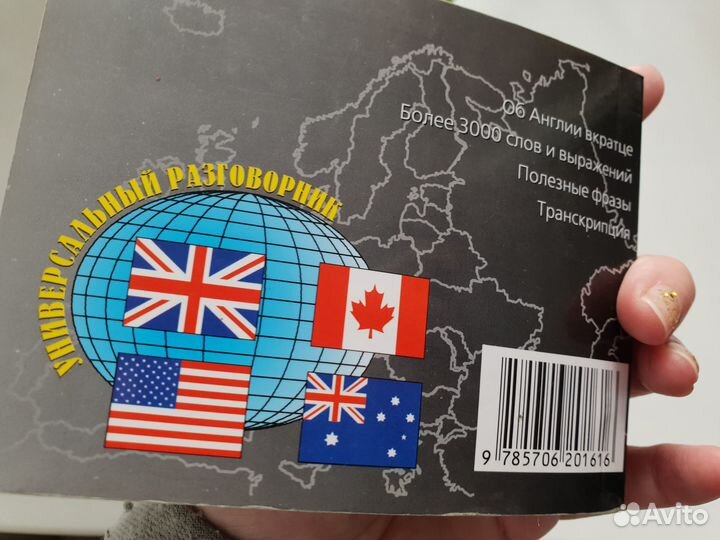 Об Англии вкратце
Более 3000 слов и выражений
Полезные фразы
Транскрипция
УНИВЕРСАЛЬНЫЙ РАЗГОВОРНИК
9 785706 201616
Avito